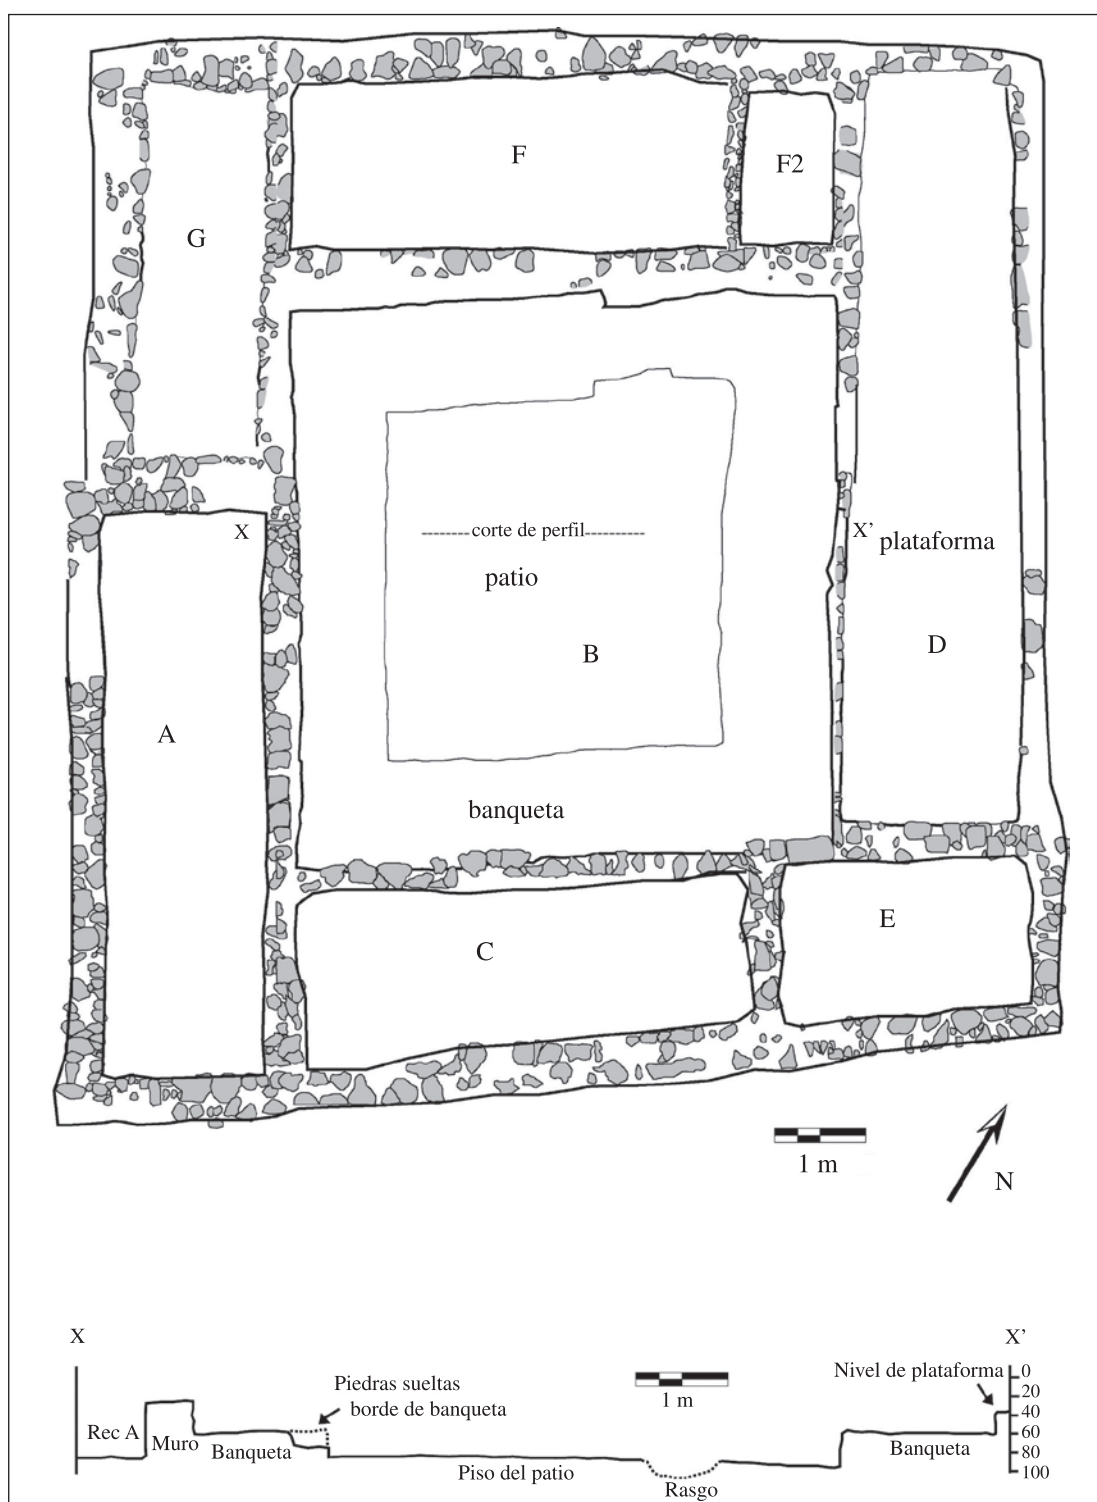 F
F2
G
X
corte de perfil
X’
plataforma
patio
B
D
A
banqueta
E
C
1 m
N
X
X’
Nivel de plataforma
0
20
40
60
80
100
Piedras sueltas
borde de banqueta
1 m
Rec A
Muro
Banqueta
Banqueta
Piso del patio
Rasgo